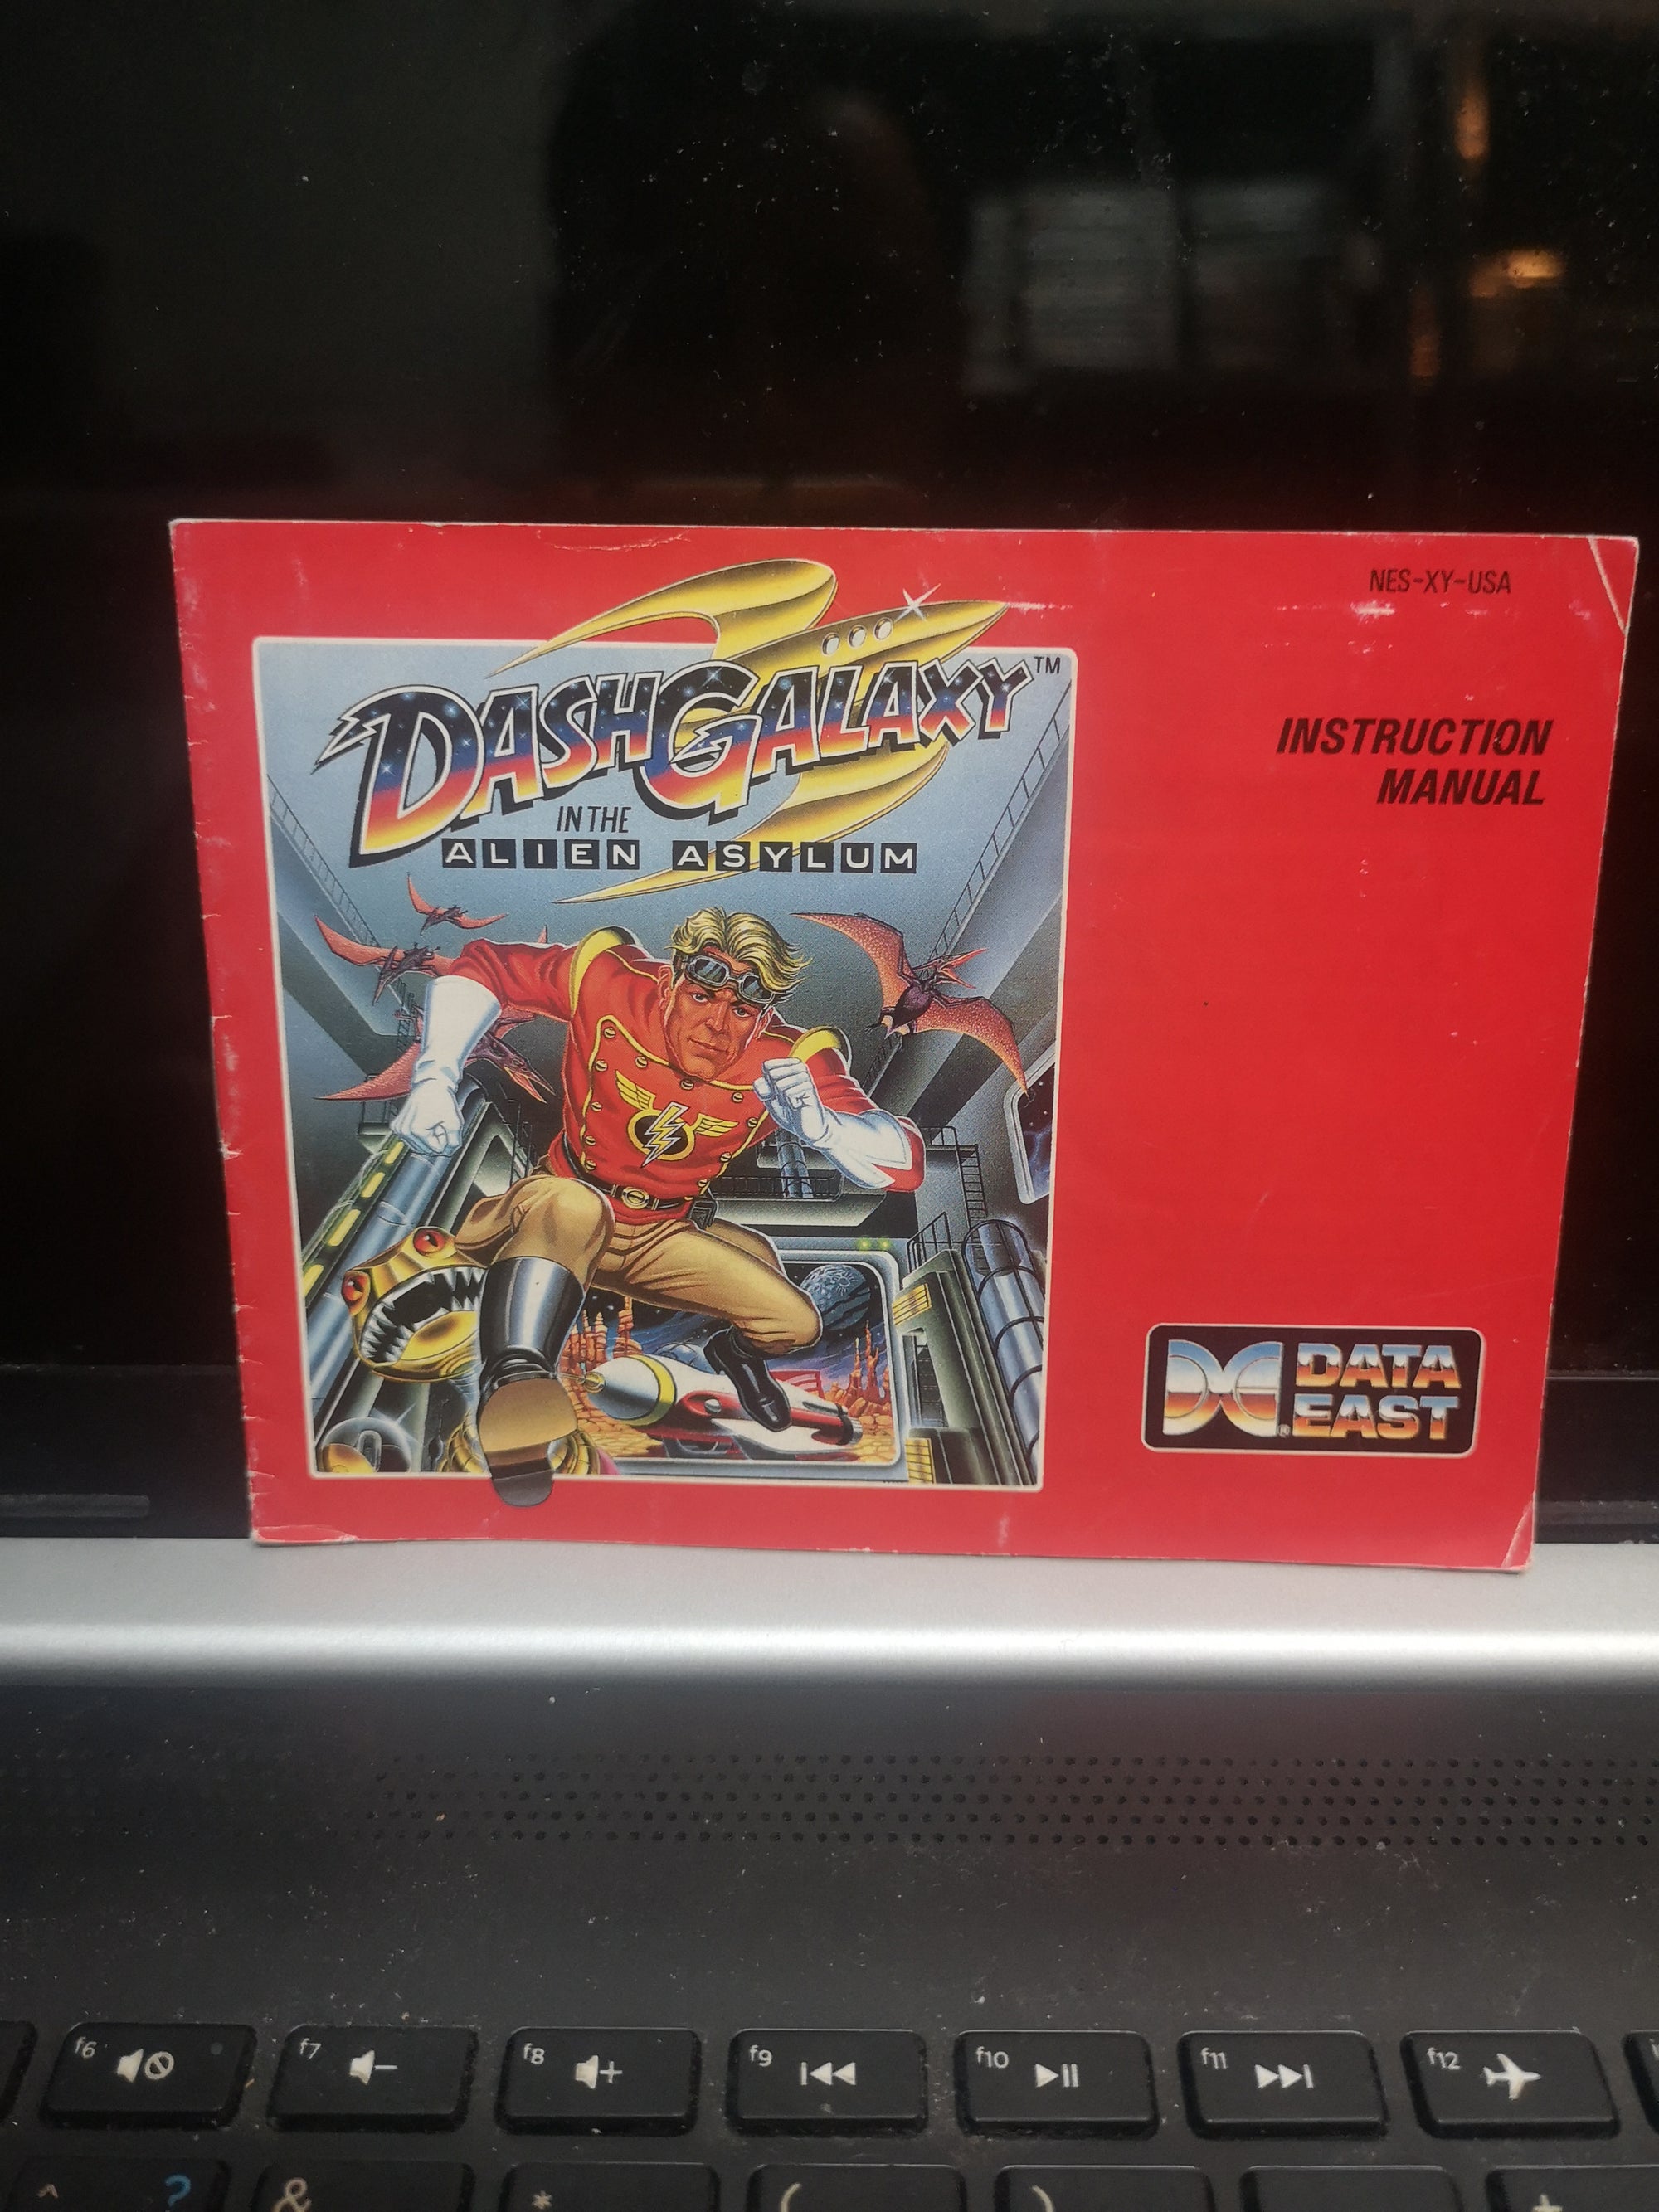 NES-XY-USA
DASH GALAXY™
IN THE
ALIEN ASYLUM
INSTRUCTION
MANUAL
DATA
EAST®
f6
f7
f8
f9
f10
f11
f12
^ ? & * ( ) +